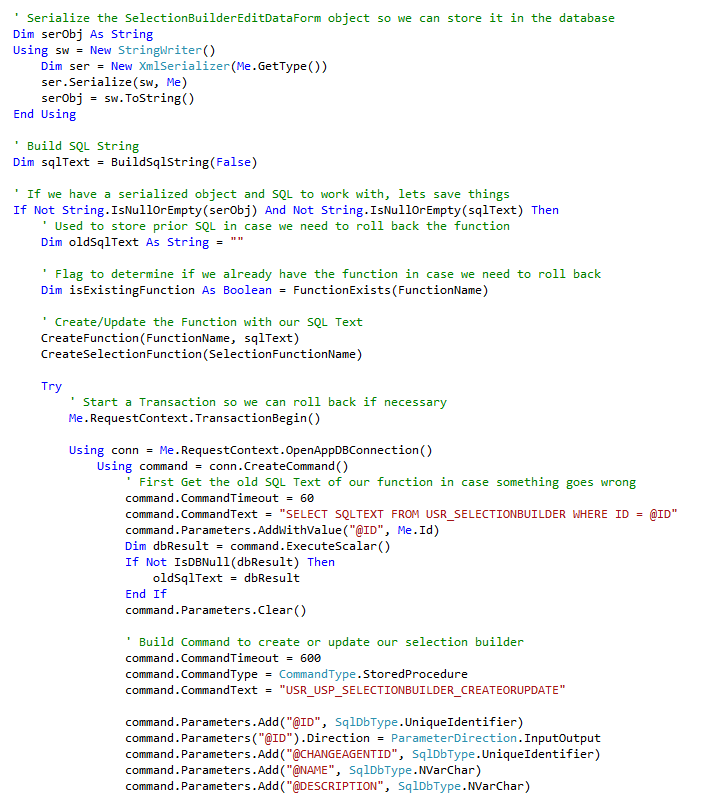 ' Serialize the SelectionBuilderEditDataForm object so we can store it in the database
Dim serObj As String
Using sw = New StringWriter()
    Dim ser = New XmlSerializer(Me.GetType())
    ser.Serialize(sw, Me)
    serObj = sw.ToString()
End Using

' Build SQL String
Dim sqlText = BuildSqlString(False)

' If we have a serialized object and SQL to work with, lets save things
If Not String.IsNullOrEmpty(serObj) And Not String.IsNullOrEmpty(sqlText) Then
    ' Used to store prior SQL in case we need to roll back the function
    Dim oldSqlText As String = ""

    ' Flag to determine if we already have the function in case we need to roll back
    Dim isExistingFunction As Boolean = FunctionExists(FunctionName)

    ' Create/Update the Function with our SQL Text
    CreateFunction(FunctionName, sqlText)
    CreateSelectionFunction(SelectionFunctionName)

    Try
        ' Start a Transaction so we can roll back if necessary
        Me.RequestContext.TransactionBegin()

        Using conn = Me.RequestContext.OpenAppDBConnection()
            Using command = conn.CreateCommand()
                ' First Get the old SQL Text of our function in case something goes wrong
                command.CommandTimeout = 60
                command.CommandText = "SELECT SQLTEXT FROM USR_SELECTIONBUILDER WHERE ID = @ID"
                command.Parameters.AddWithValue("@ID", Me.Id)
                Dim dbResult = command.ExecuteScalar()
                If Not IsDBNull(dbResult) Then
                    oldSqlText = dbResult
                End If
                command.Parameters.Clear()

                ' Build Command to create or update our selection builder
                command.CommandTimeout = 600
                command.CommandType = CommandType.StoredProcedure
                command.CommandText = "USR_USP_SELECTIONBUILDER_CREATEORUPDATE"

                command.Parameters.Add("@ID", SqlDbType.UniqueIdentifier)
                command.Parameters("@ID").Direction = ParameterDirection.InputOutput
                command.Parameters.Add("@CHANGEAGENTID", SqlDbType.UniqueIdentifier)
                command.Parameters.Add("@NAME", SqlDbType.NVarChar)
                command.Parameters.Add("@DESCRIPTION", SqlDbType.NVarChar)